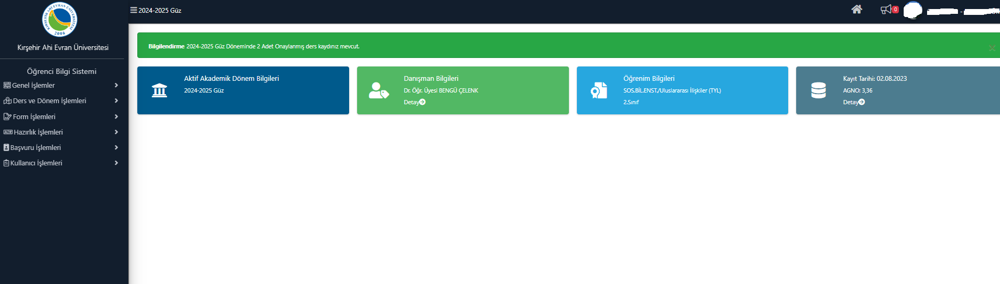 KIRŞEHİR AHİ EVRAN ÜNİVERSİTESİ
2006
Kırşehir Ahi Evran Üniversitesi
Öğrenci Bilgi Sistemi
Genel İşlemler
Ders ve Dönem İşlemleri
Form İşlemleri
Hazırlık İşlemleri
Başvuru İşlemleri
Kullanıcı İşlemleri
2024-2025 Güz
0
Bilgilendirme 2024-2025 Güz Döneminde 2 Adet Onaylanmış ders kaydınız mevcut.
Aktif Akademik Dönem Bilgileri
2024-2025 Güz
Danışman Bilgileri
Dr. Öğr. Üyesi BENGÜ ÇELENK
Detay
Öğrenim Bilgileri
SOS.BİL.ENST./Uluslararası İlişkiler (TYL)
2.Sınıf
Kayıt Tarihi: 02.08.2023
AGNO: 3,36
Detay